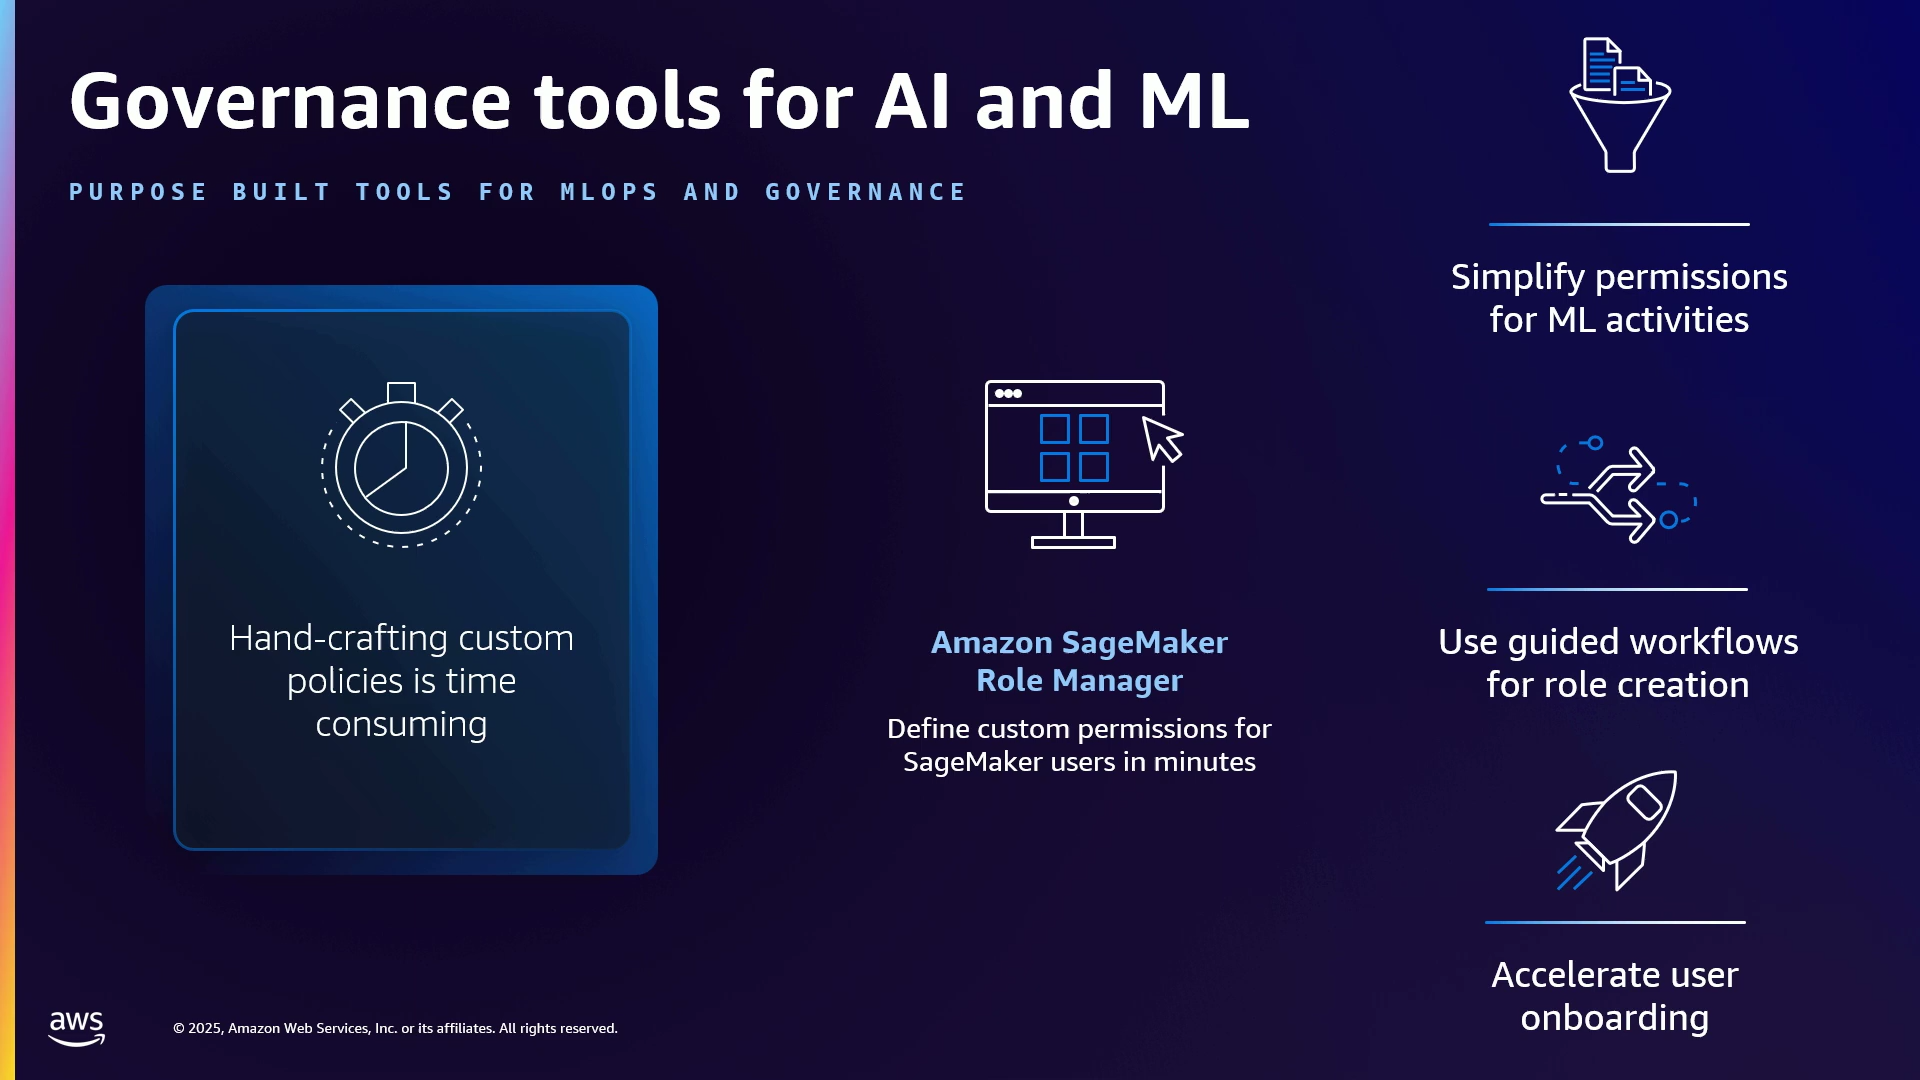 Governance tools for AI and ML
PURPOSE BUILT TOOLS FOR MLOPS AND GOVERNANCE
Hand-crafting custom
policies is time
consuming
Amazon SageMaker
Role Manager
Define custom permissions for
SageMaker users in minutes
Simplify permissions
for ML activities
Use guided workflows
for role creation
Accelerate user
onboarding
aws
© 2025, Amazon Web Services, Inc. or its affiliates. All rights reserved.